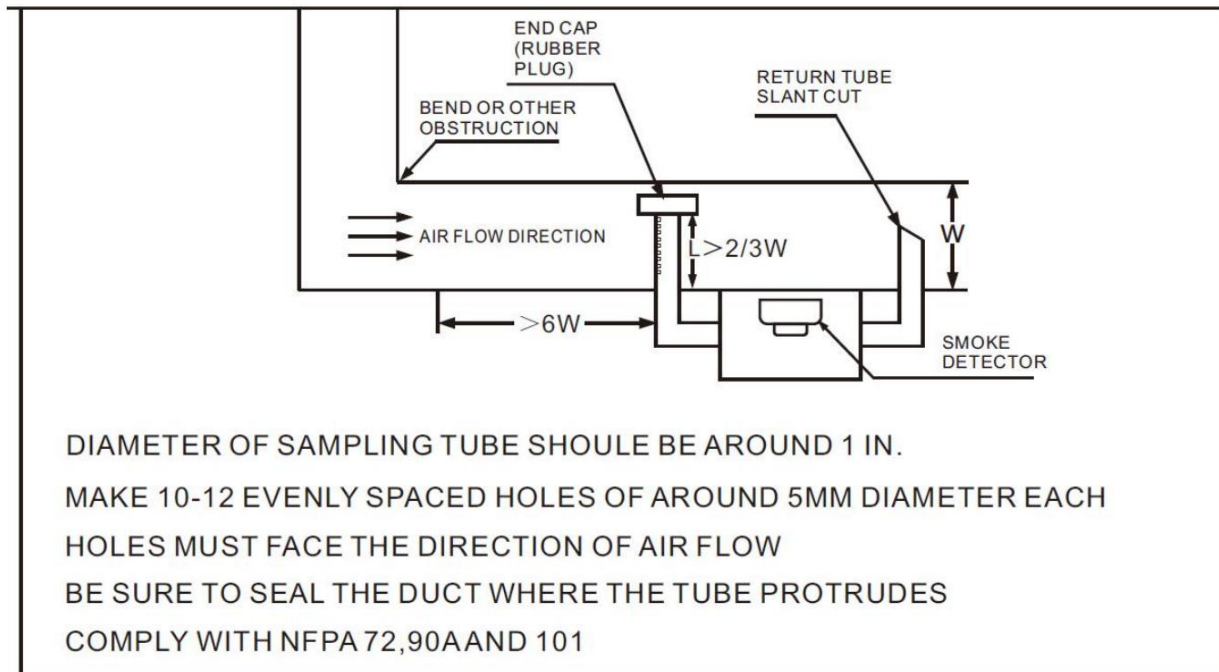 END CAP
(RUBBER
PLUG)
RETURN TUBE
SLANT CUT
BEND OR OTHER
OBSTRUCTION
AIR FLOW DIRECTION
L>2/3W
W
>6W
SMOKE
DETECTOR
DIAMETER OF SAMPLING TUBE SHOULE BE AROUND 1 IN.
MAKE 10-12 EVENLY SPACED HOLES OF AROUND 5MM DIAMETER EACH
HOLES MUST FACE THE DIRECTION OF AIR FLOW
BE SURE TO SEAL THE DUCT WHERE THE TUBE PROTRUDES
COMPLY WITH NFPA 72,90A AND 101